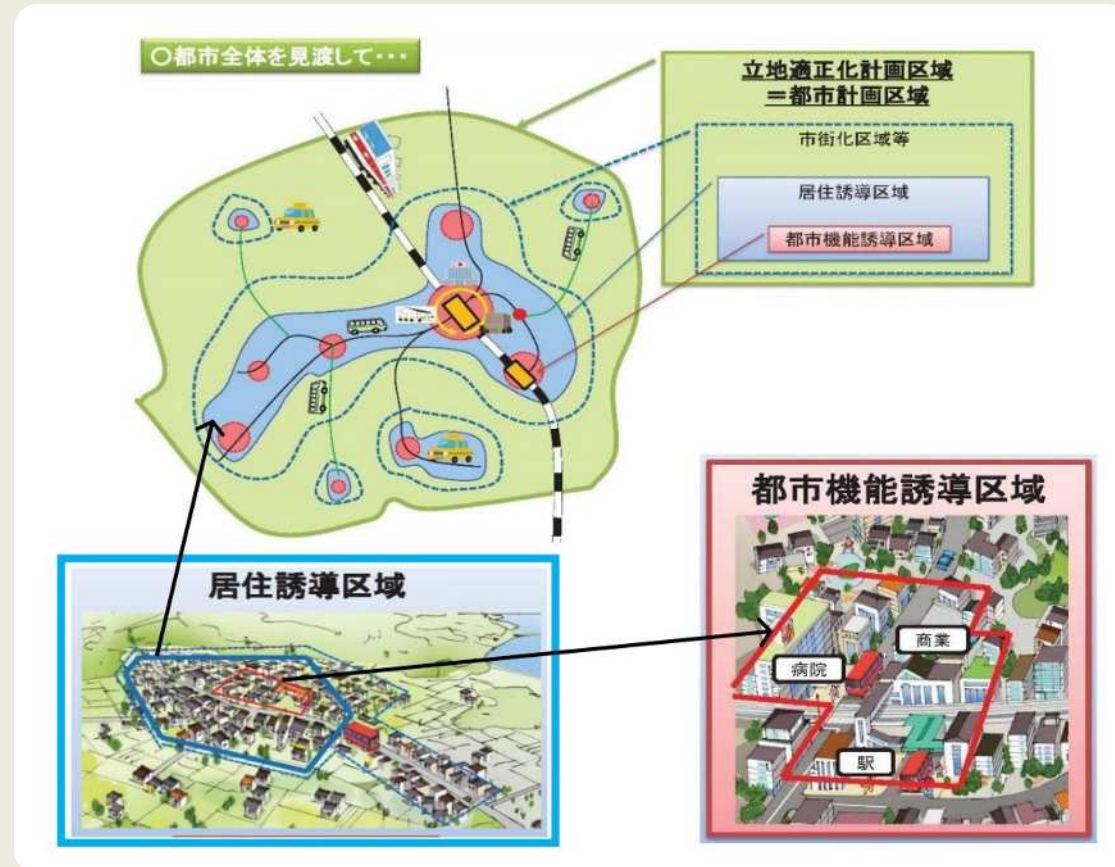 〇都市全体を見渡して・・・
立地適正化計画区域
＝都市計画区域
市街化区域等
居住誘導区域
都市機能誘導区域
居住誘導区域
都市機能誘導区域
商業
病院
駅